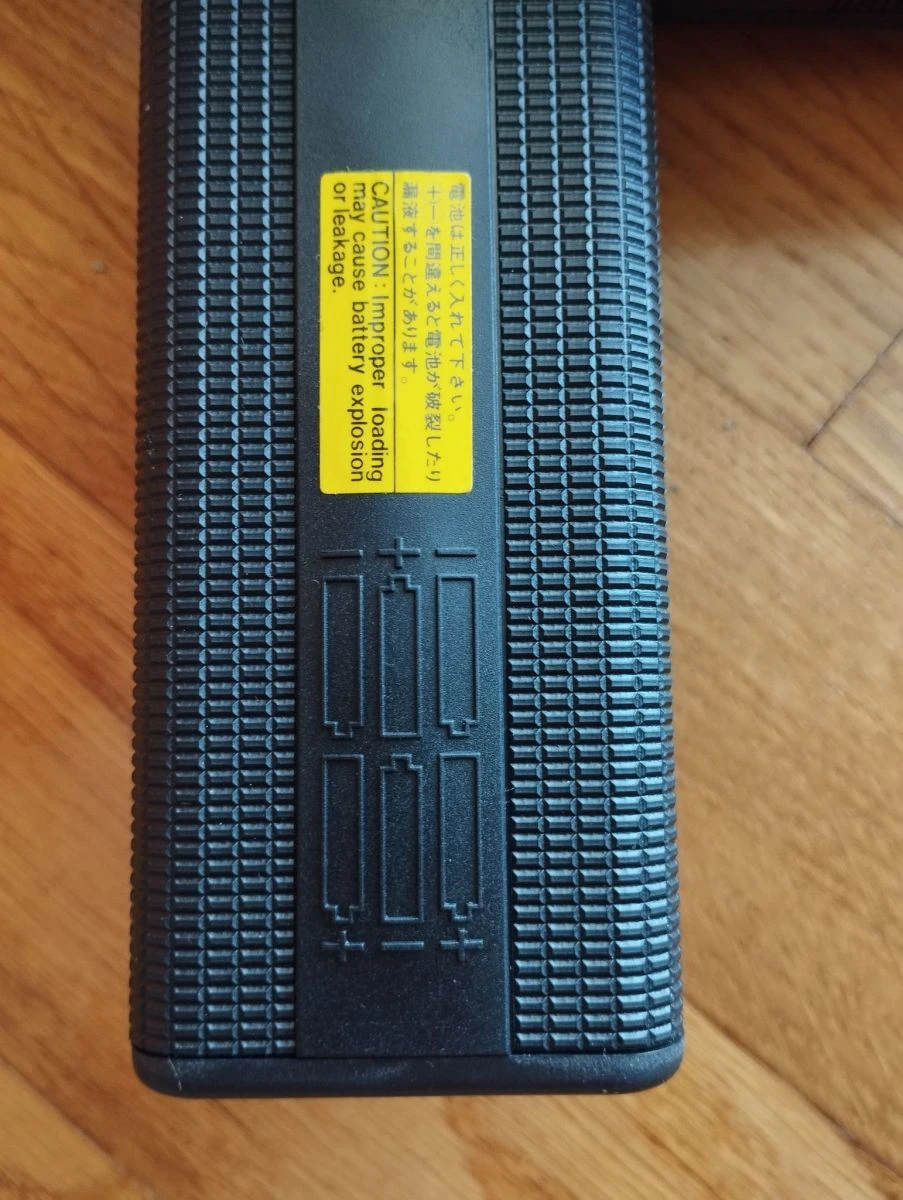 電池は正しく入れて下さい。
+−を間違えると電池が破裂したり
漏液することがあります。
CAUTION: Improper loading
may cause battery explosion
or leakage.
− + −
+ − +